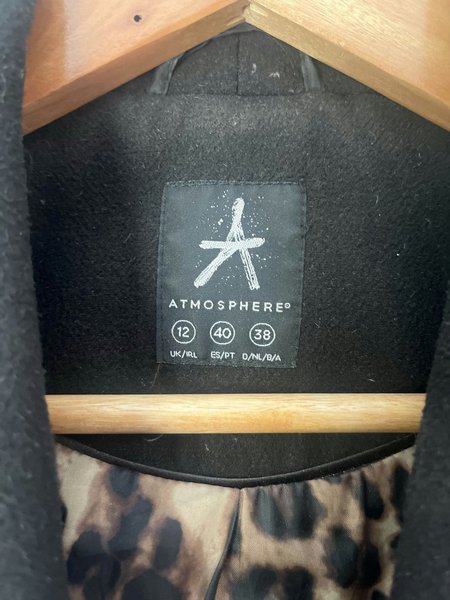 ATMOSPHERE®
12 40 38
UK/IRL ES/PT D/NL/B/A